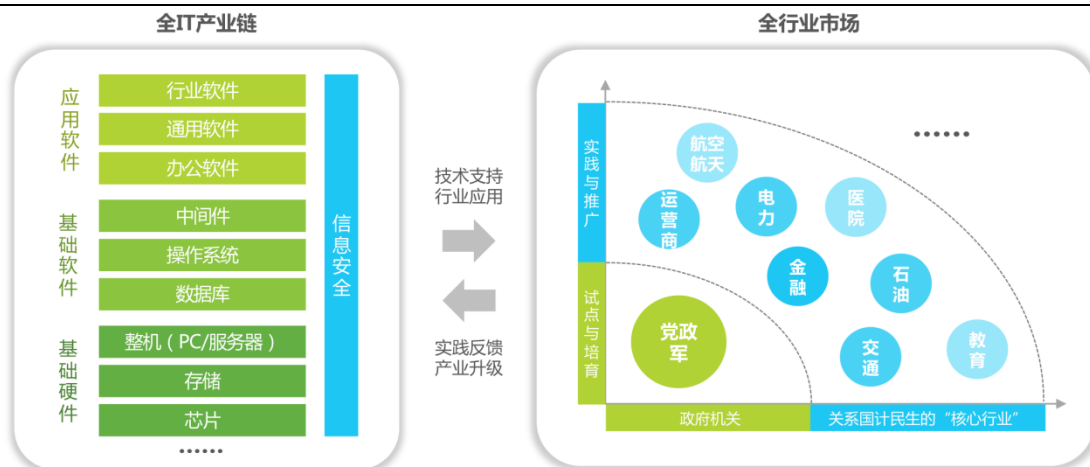 全IT产业链
应用软件
行业软件
通用软件
办公软件
基础软件
中间件
操作系统
数据库
基础硬件
整机（PC/服务器）
存储
芯片
……
信息安全
技术支持
行业应用
实践反馈
产业升级
全行业市场
实践与推广
试点与培育
……
航空
航天
运营商
电力
医院
金融
石油
党政
军
交通
教育
政府机关
关系国计民生的“核心行业”